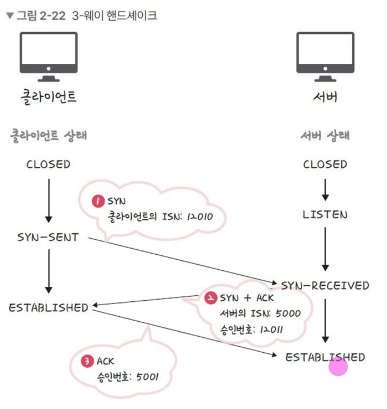 ▼ 그림 2-22 3-웨이 핸드셰이크
클라이언트
서버
클라이언트 상태
서버 상태
CLOSED
CLOSED
1 SYN
클라이언트의 ISN: 12010
LISTEN
SYN-SENT
SYN-RECEIVED
2 SYN + ACK
서버의 ISN: 5000
승인번호: 12011
ESTABLISHED
3 ACK
승인번호: 5001
ESTABLISHED